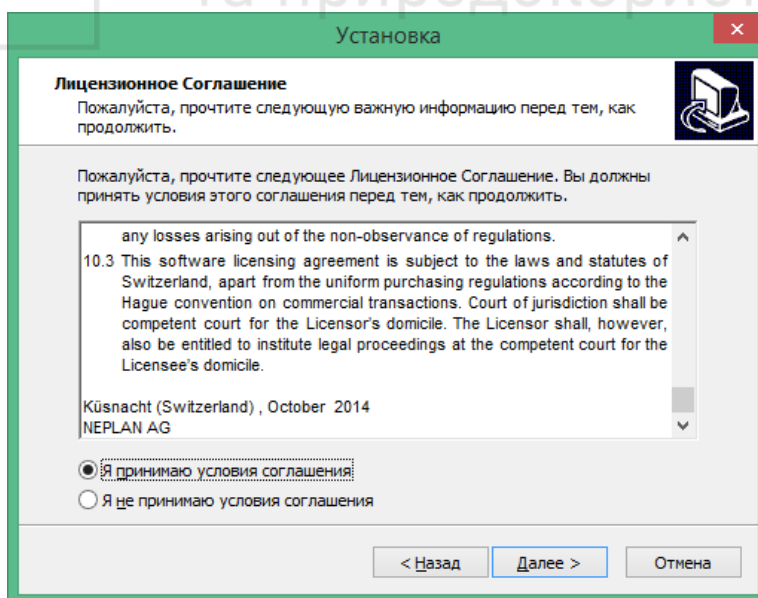 та природокорист
Установка
Лицензионное Соглашение
Пожалуйста, прочтите следующую важную информацию перед тем, как
продолжить.
Пожалуйста, прочтите следующее Лицензионное Соглашение. Вы должны
принять условия этого соглашения перед тем, как продолжить.
any losses arising out of the non-observance of regulations.
10.3 This software licensing agreement is subject to the laws and statutes of
Switzerland, apart from the uniform purchasing regulations according to the
Hague convention on commercial transactions. Court of jurisdiction shall be
competent court for the Licensor's domicile. The Licensor shall, however,
also be entitled to institute legal proceedings at the competent court for the
Licensee's domicile.
Küsnacht (Switzerland) , October 2014
NEPLAN AG
Я принимаю условия соглашения
Я не принимаю условия соглашения
< Назад Далее > Отмена